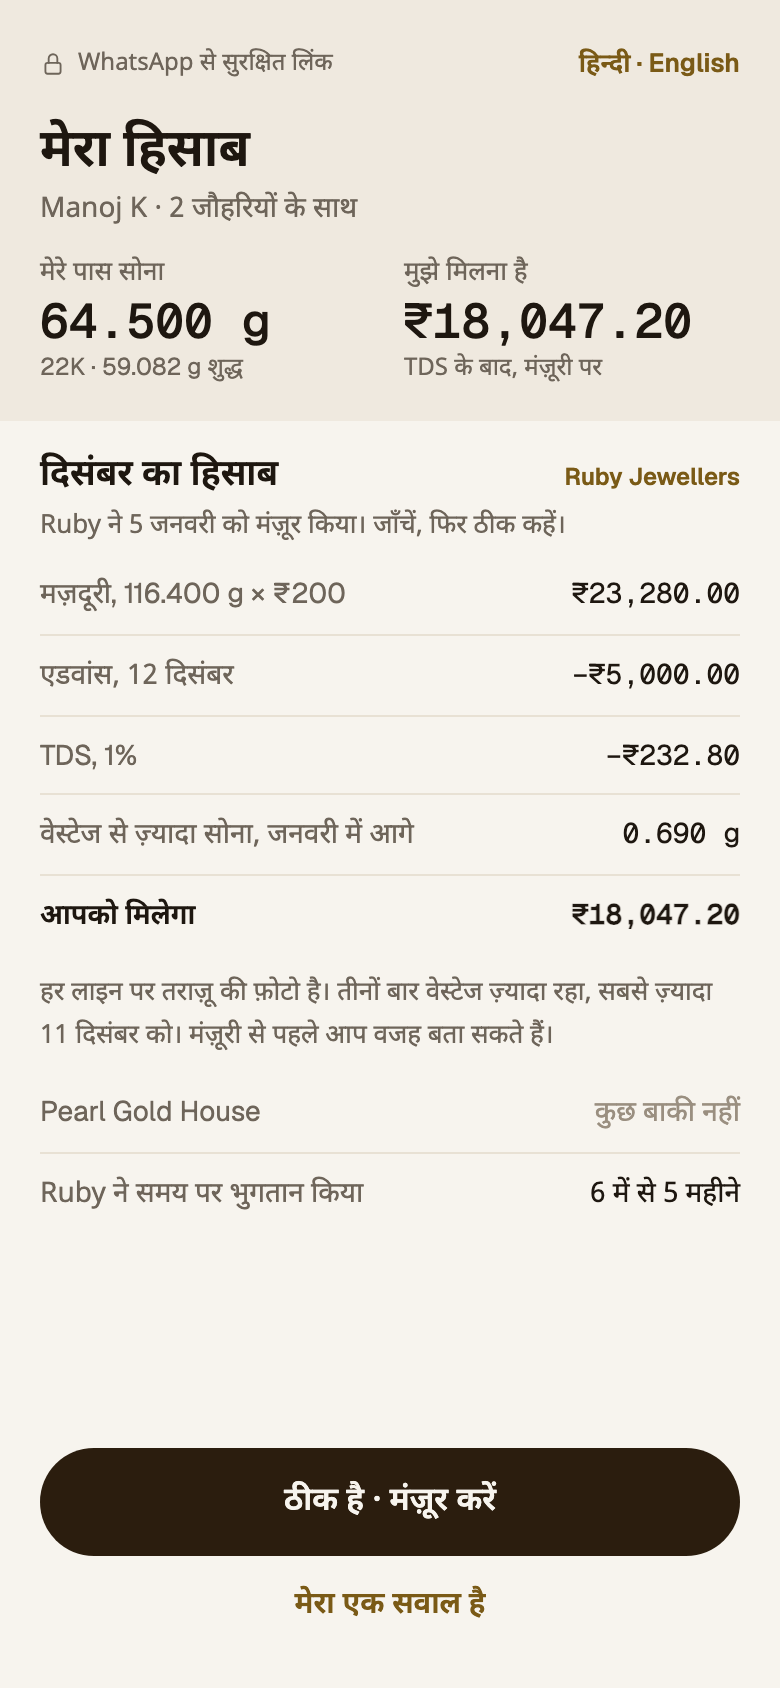 WhatsApp से सुरक्षित लिंक
हिन्दी · English
मेरा हिसाब
Manoj K · 2 जौहरियों के साथ
मेरे पास सोना
मुझे मिलना है
64.500 g
₹18,047.20
22K · 59.082 g शुद्ध
TDS के बाद, मंज़ूरी पर
दिसंबर का हिसाब
Ruby Jewellers
Ruby ने 5 जनवरी को मंज़ूर किया। जाँचें, फिर ठीक कहें।
मज़दूरी, 116.400 g × ₹200
₹23,280.00
एडवांस, 12 दिसंबर
−₹5,000.00
TDS, 1%
−₹232.80
वेस्टेज से ज़्यादा सोना, जनवरी में आगे
0.690 g
आपको मिलेगा
₹18,047.20
हर लाइन पर तराज़ू की फ़ोटो है। तीनों बार वेस्टेज ज़्यादा रहा, सबसे ज़्यादा
11 दिसंबर को। मंज़ूरी से पहले आप वजह बता सकते हैं।
Pearl Gold House
कुछ बाकी नहीं
Ruby ने समय पर भुगतान किया
6 में से 5 महीने
ठीक है · मंज़ूर करें
मेरा एक सवाल है